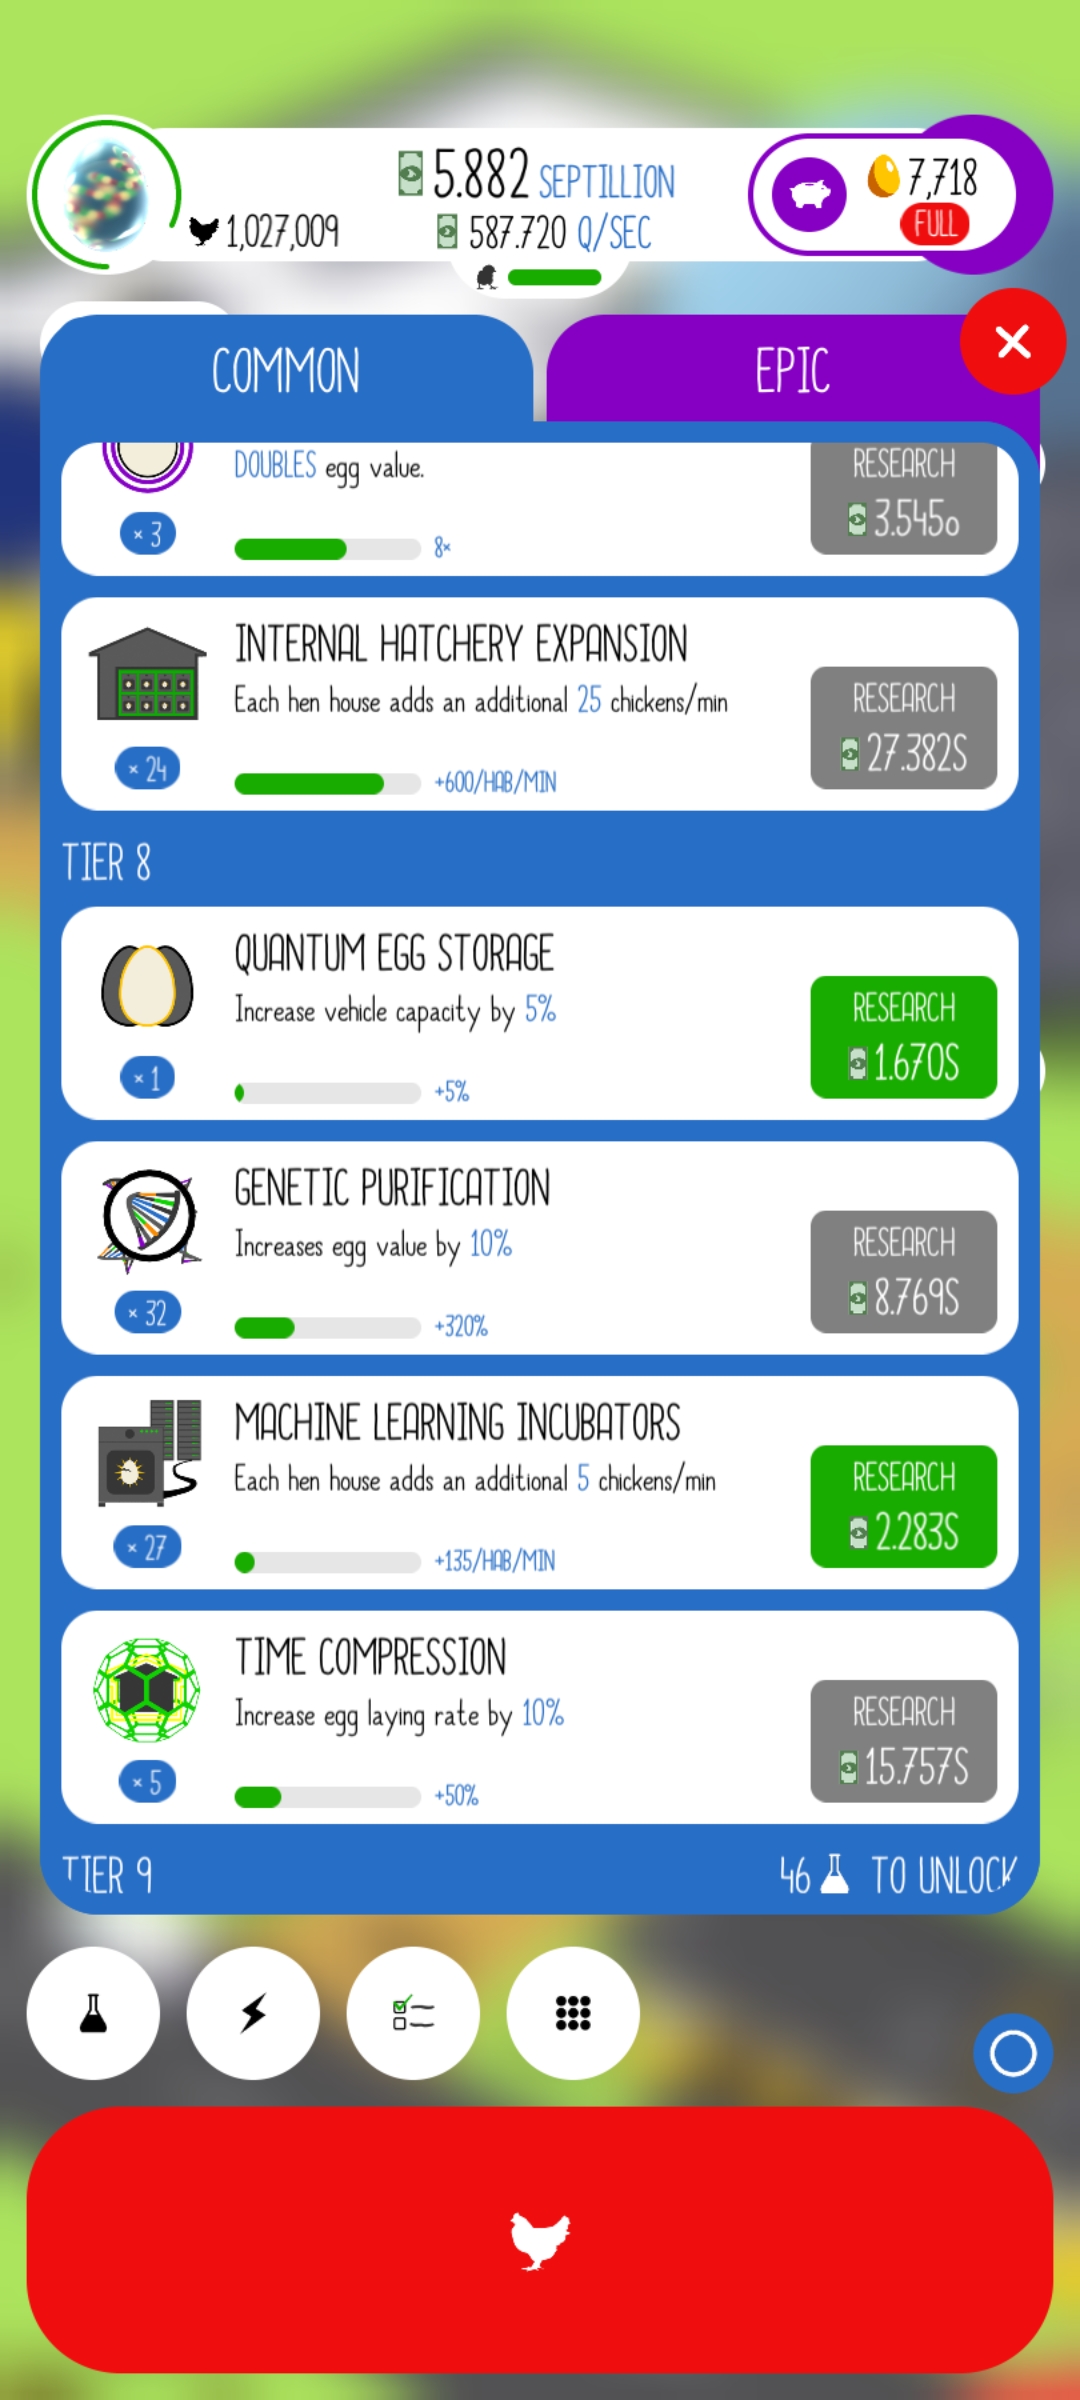 5.882 SEPTILLION
1,027,009
587.720 Q/SEC
7,718
FULL
COMMON
EPIC
DOUBLES egg value.
× 3
8×
RESEARCH
3.545o
INTERNAL HATCHERY EXPANSION
Each hen house adds an additional 25 chickens/min
× 24
+600/HAB/MIN
RESEARCH
27.382S
TIER 8
QUANTUM EGG STORAGE
Increase vehicle capacity by 5%
× 1
+5%
RESEARCH
1.670S
GENETIC PURIFICATION
Increases egg value by 10%
× 32
+320%
RESEARCH
8.769S
MACHINE LEARNING INCUBATORS
Each hen house adds an additional 5 chickens/min
× 27
+135/HAB/MIN
RESEARCH
2.283S
TIME COMPRESSION
Increase egg laying rate by 10%
× 5
+50%
RESEARCH
15.757S
TIER 9
46 TO UNLOCK